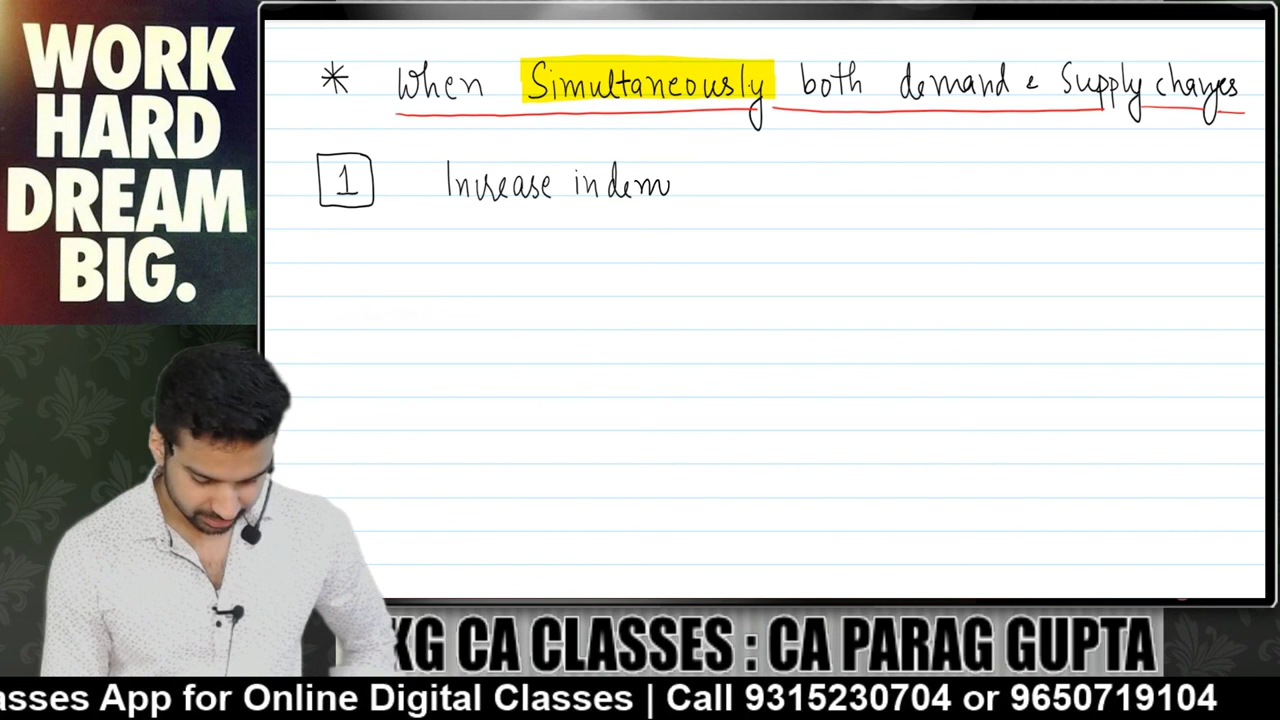 WORK
HARD
DREAM
BIG.
* When Simultaneously both demand & Supply changes
1 Increase in dem
KG CA CLASSES : CA PARAG GUPTA
asses App for Online Digital Classes | Call 9315230704 or 9650719104